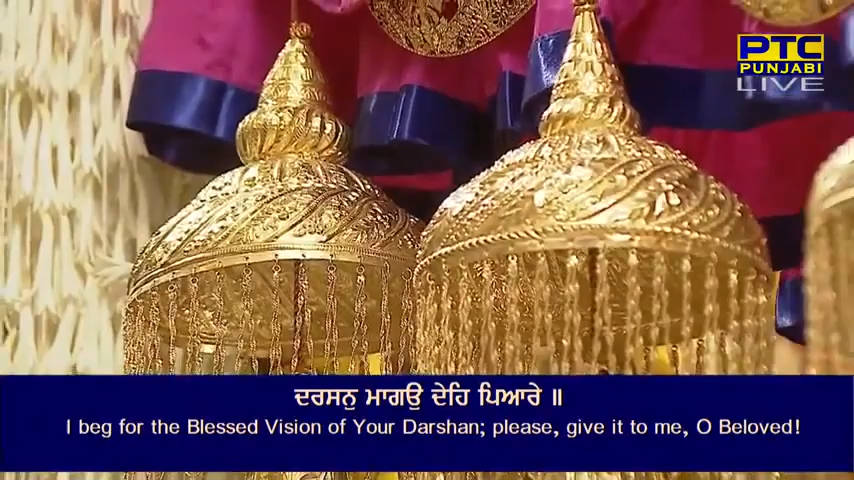 PTC
PUNJABI
LIVE
ਦਰਸਨੁ ਮਾਗਉ ਦੇਹਿ ਪਿਆਰੇ ॥
I beg for the Blessed Vision of Your Darshan; please, give it to me, O Beloved!